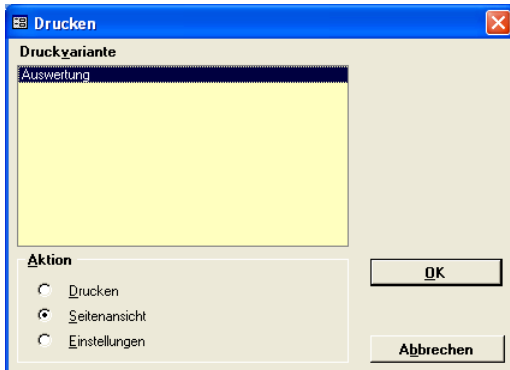 Drucken
Druckvariante
Auswertung
Aktion
Drucken
Seitenansicht
Einstellungen
OK
Abbrechen